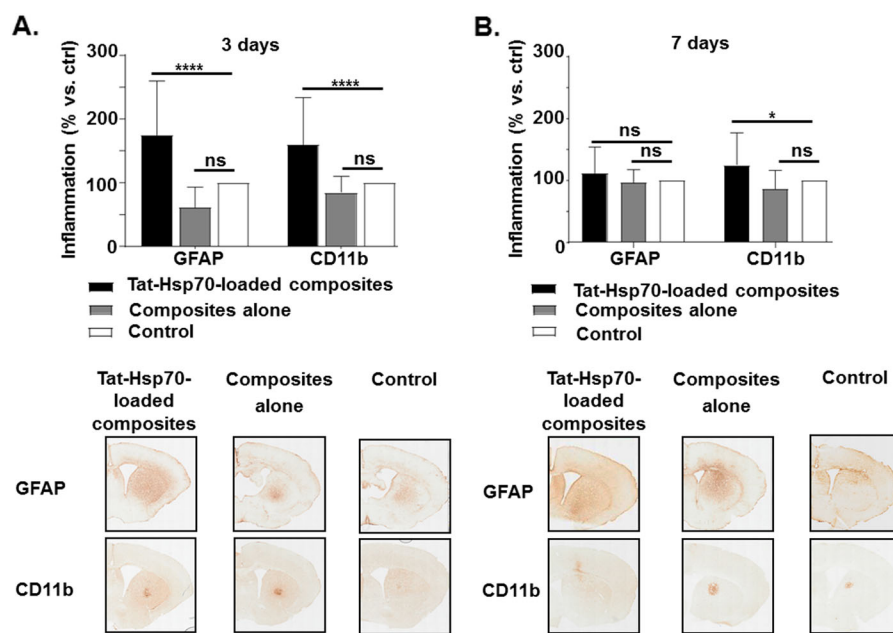 A.
3 days
Inflammation (% vs. ctrl)
300
200
100
0
****
ns
****
ns
GFAP
CD11b
Tat-Hsp70-loaded composites
Composites alone
Control
Tat-Hsp70-
loaded
composites
Composites
alone
Control
GFAP
CD11b
B.
7 days
Inflammation (% vs. ctrl)
300
200
100
0
ns
ns
*
ns
GFAP
CD11b
Tat-Hsp70-loaded composites
Composites alone
Control
Tat-Hsp70-
loaded
composites
Composites
alone
Control
GFAP
CD11b